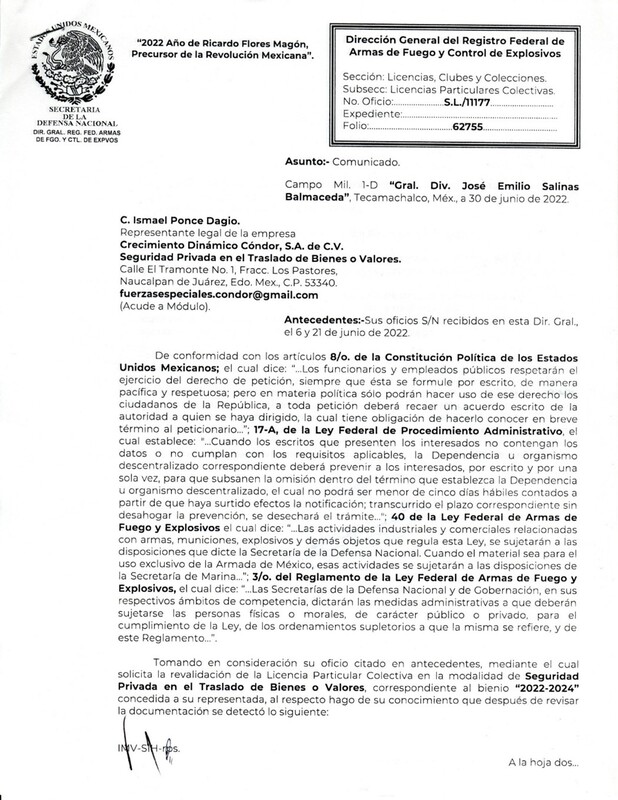 ESTADOS UNIDOS MEXICANOS
SECRETARIA
DE LA
DEFENSA NACIONAL
DIR. GRAL. REG. FED. ARMAS
DE FGO. Y CTL. DE EXPVOS
"2022 Año de Ricardo Flores Magón,
Precursor de la Revolución Mexicana".
Dirección General del Registro Federal de
Armas de Fuego y Control de Explosivos
Sección: Licencias, Clubes y Colecciones.
Subsecc: Licencias Particulares Colectivas.
No. Oficio:......................S.L./11177......................
Expediente:......................................................
Folio:................................62755..........................
Asunto:- Comunicado.
Campo Mil. 1-D "Gral. Div. José Emilio Salinas
Balmaceda", Tecamachalco, Méx., a 30 de junio de 2022.
C. Ismael Ponce Dagio.
Representante legal de la empresa
Crecimiento Dinámico Cóndor, S.A. de C.V.
Seguridad Privada en el Traslado de Bienes o Valores.
Calle El Tramonte No. 1, Fracc. Los Pastores,
Naucalpan de Juárez, Edo. Mex., C.P. 53340.
fuerzasespeciales.condor@gmail.com
(Acude a Módulo).
Antecedentes:-Sus oficios S/N recibidos en esta Dir. Gral.,
el 6 y 21 de junio de 2022.
De conformidad con los artículos 8/o. de la Constitución Política de los Estados
Unidos Mexicanos; el cual dice: "...Los funcionarios y empleados públicos respetarán el
ejercicio del derecho de petición, siempre que ésta se formule por escrito, de manera
pacífica y respetuosa; pero en materia política sólo podrán hacer uso de ese derecho los
ciudadanos de la República, a toda petición deberá recaer un acuerdo escrito de la
autoridad a quien se haya dirigido, la cual tiene obligación de hacerlo conocer en breve
término al peticionario..."; 17-A, de la Ley Federal de Procedimiento Administrativo, el
cual establece: "...Cuando los escritos que presenten los interesados no contengan los
datos o no cumplan con los requisitos aplicables, la Dependencia u organismo
descentralizado correspondiente deberá prevenir a los interesados, por escrito y por una
sola vez, para que subsanen la omisión dentro del término que establezca la Dependencia
u organismo descentralizado, el cual no podrá ser menor de cinco días hábiles contados a
partir de que haya surtido efectos la notificación; transcurrido el plazo correspondiente sin
desahogar la prevención, se desechará el trámite..."; 40 de la Ley Federal de Armas de
Fuego y Explosivos el cual dice: "...Las actividades industriales y comerciales relacionadas
con armas, municiones, explosivos y demás objetos que regula esta Ley, se sujetarán a las
disposiciones que dicte la Secretaría de la Defensa Nacional. Cuando el material sea para el
uso exclusivo de la Armada de México, esas actividades se sujetarán a las disposiciones de
la Secretaría de Marina..."; 3/o. del Reglamento de la Ley Federal de Armas de Fuego y
Explosivos, el cual dice: "...Las Secretarías de la Defensa Nacional y de Gobernación, en sus
respectivos ámbitos de competencia, dictarán las medidas administrativas a que deberán
sujetarse las personas físicas o morales, de carácter público o privado, para el
cumplimiento de la Ley, de los ordenamientos supletorios a que la misma se refiere, y de
este Reglamento...".
Tomando en consideración su oficio citado en antecedentes, mediante el cual
solicita la revalidación de la Licencia Particular Colectiva en la modalidad de Seguridad
Privada en el Traslado de Bienes o Valores, correspondiente al bienio "2022-2024"
concedida a su representada, al respecto hago de su conocimiento que después de revisar
la documentación se detectó lo siguiente:
A la hoja dos...